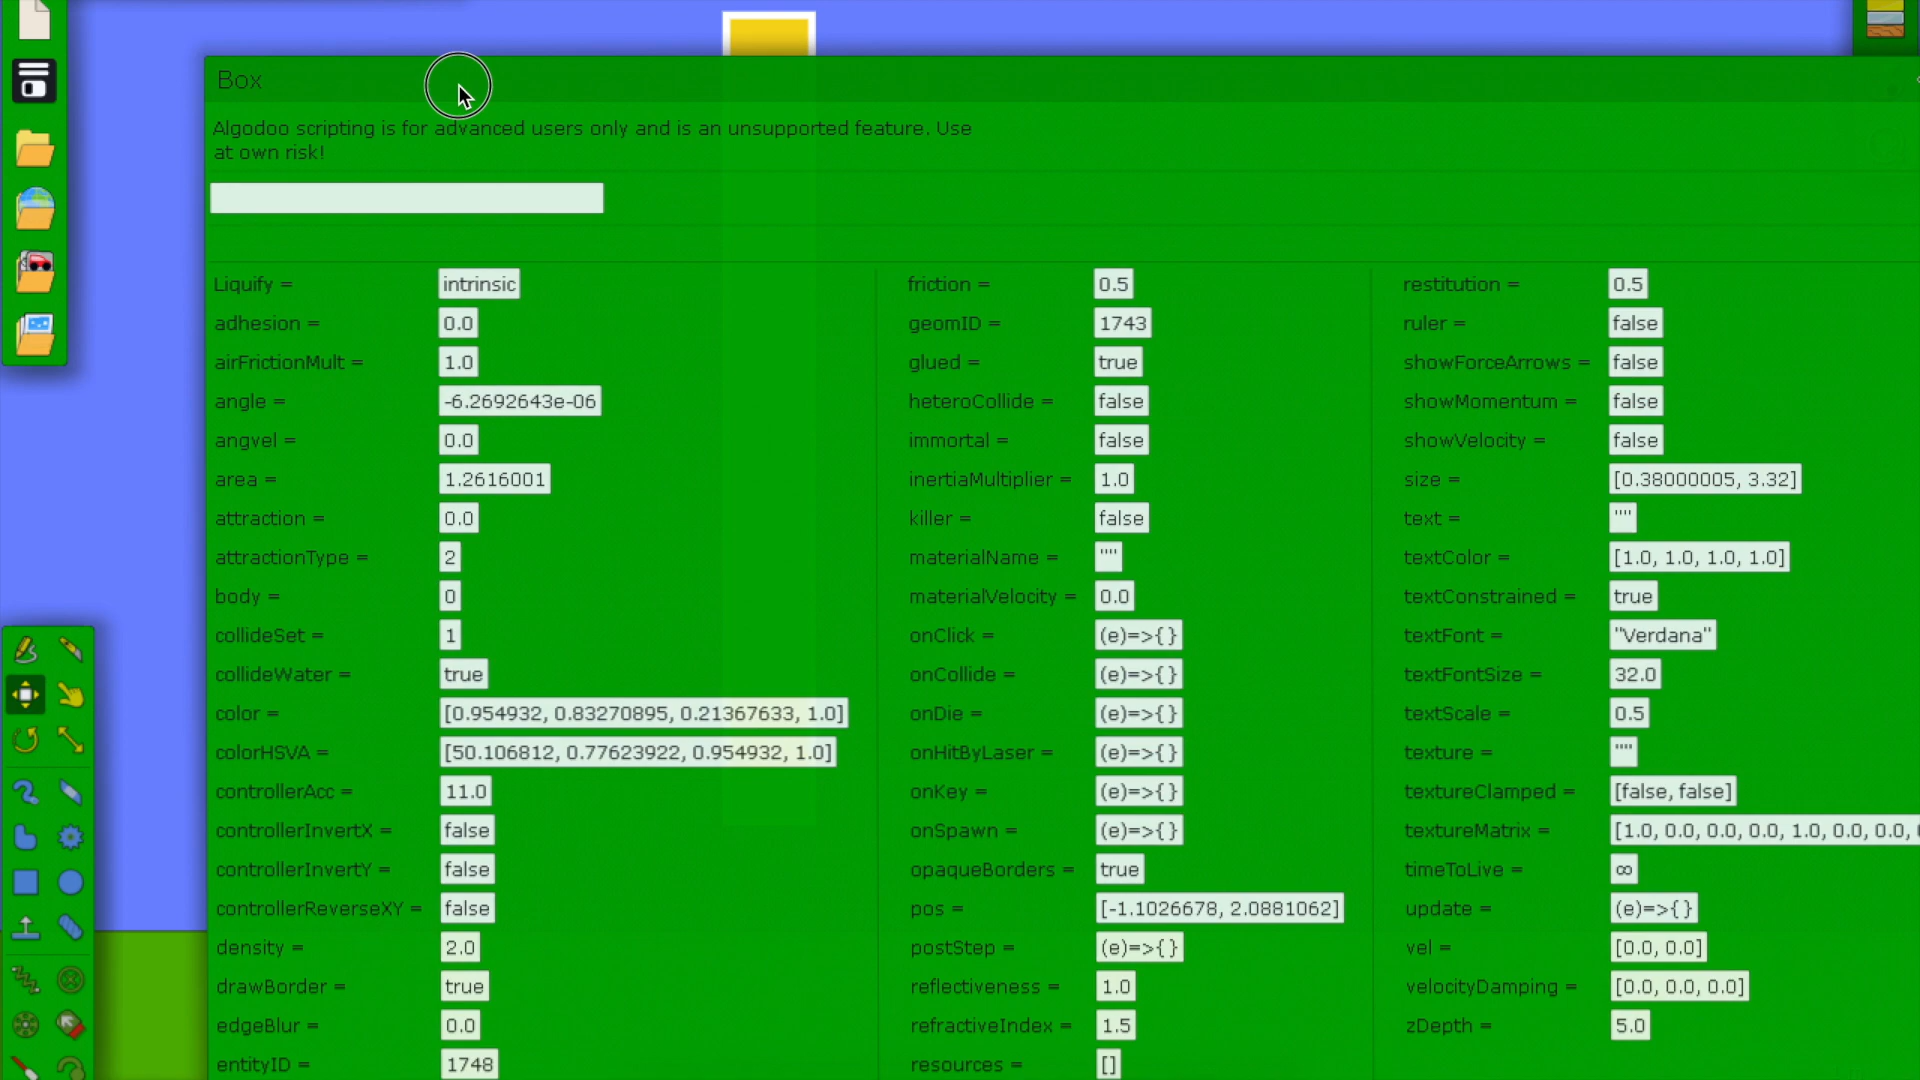 Box
Algodoo scripting is for advanced users only and is an unsupported feature. Use
at own risk!
Liquify = intrinsic
adhesion = 0.0
airFrictionMult = 1.0
angle = -6.2692643e-06
angvel = 0.0
area = 1.2616001
attraction = 0.0
attractionType = 2
body = 0
collideSet = 1
collideWater = true
color = [0.954932, 0.83270895, 0.21367633, 1.0]
colorHSVA = [50.106812, 0.77623922, 0.954932, 1.0]
controllerAcc = 11.0
controllerInvertX = false
controllerInvertY = false
controllerReverseXY = false
density = 2.0
drawBorder = true
edgeBlur = 0.0
entityID = 1748
friction = 0.5
geomID = 1743
glued = true
heteroCollide = false
immortal = false
inertiaMultiplier = 1.0
killer = false
materialName = ""
materialVelocity = 0.0
onClick = (e)=>{}
onCollide = (e)=>{}
onDie = (e)=>{}
onHitByLaser = (e)=>{}
onKey = (e)=>{}
onSpawn = (e)=>{}
opaqueBorders = true
pos = [-1.1026678, 2.0881062]
postStep = (e)=>{}
reflectiveness = 1.0
refractiveIndex = 1.5
resources = []
restitution = 0.5
ruler = false
showForceArrows = false
showMomentum = false
showVelocity = false
size = [0.38000005, 3.32]
text = ""
textColor = [1.0, 1.0, 1.0, 1.0]
textConstrained = true
textFont = "Verdana"
textFontSize = 32.0
textScale = 0.5
texture = ""
textureClamped = [false, false]
textureMatrix = [1.0, 0.0, 0.0, 0.0, 1.0, 0.0, 0.0,
timeToLive = ∞
update = (e)=>{}
vel = [0.0, 0.0]
velocityDamping = [0.0, 0.0, 0.0]
zDepth = 5.0